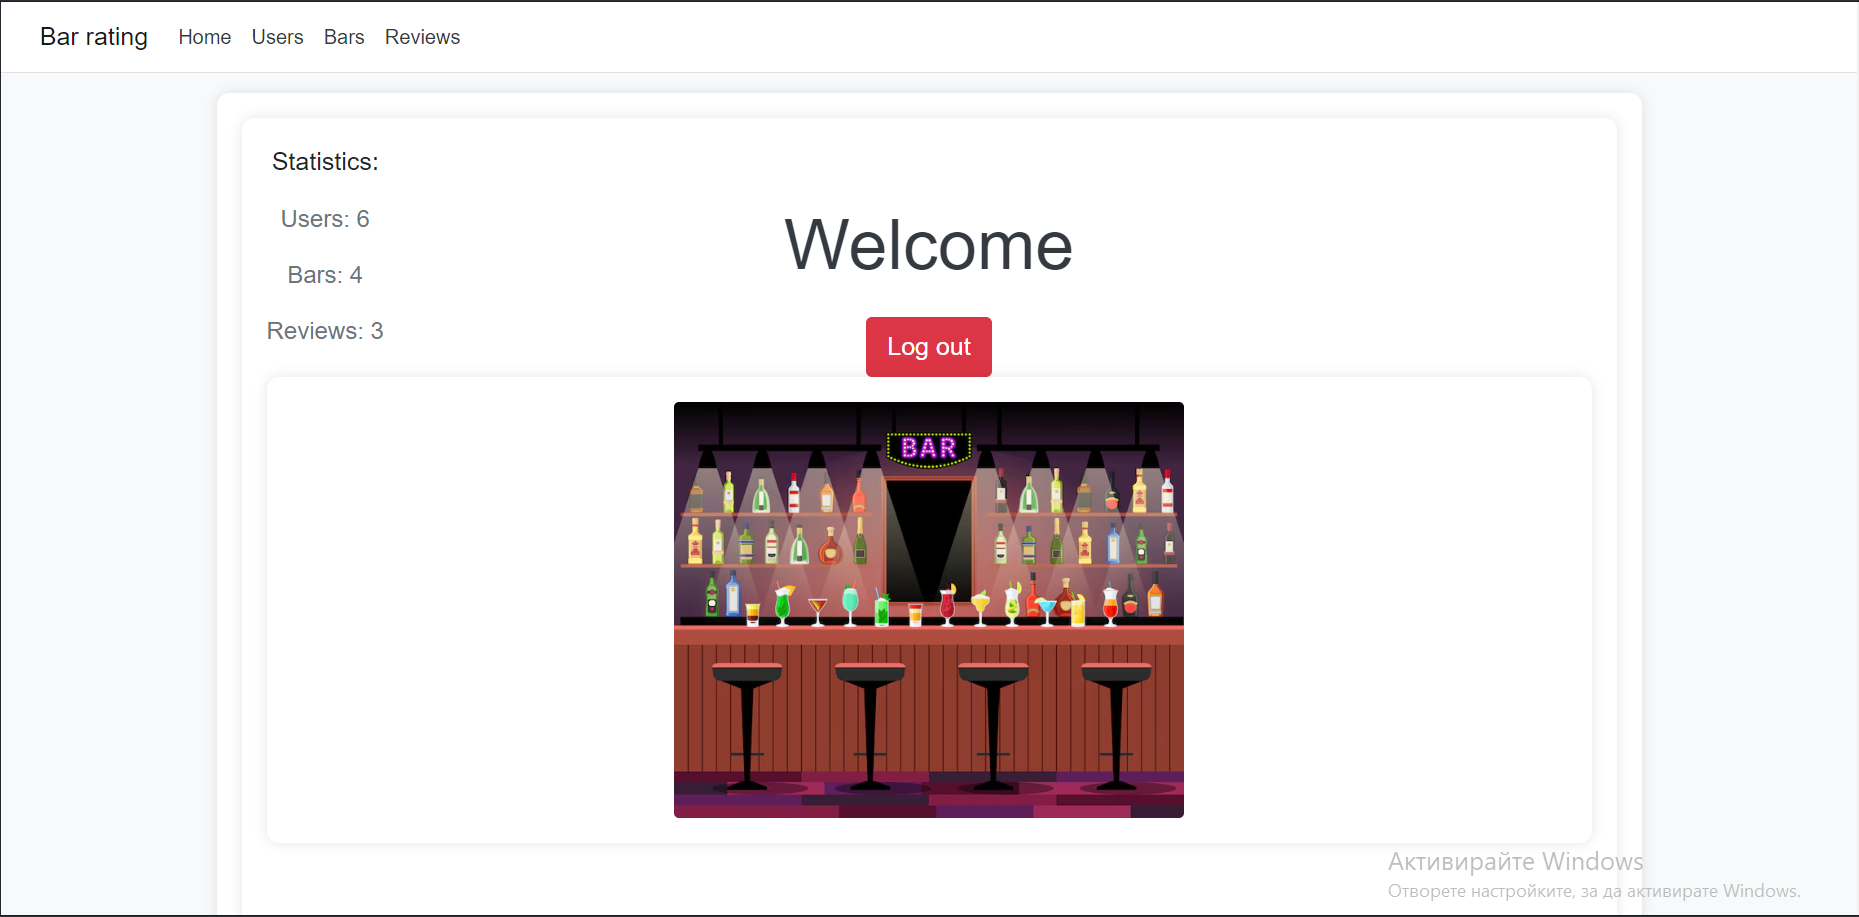 Bar rating Home Users Bars Reviews
Statistics:
Users: 6
Bars: 4
Reviews: 3
Welcome
Log out
BAR
Активирайте Windows
Отворете настройките, за да активирате Windows.